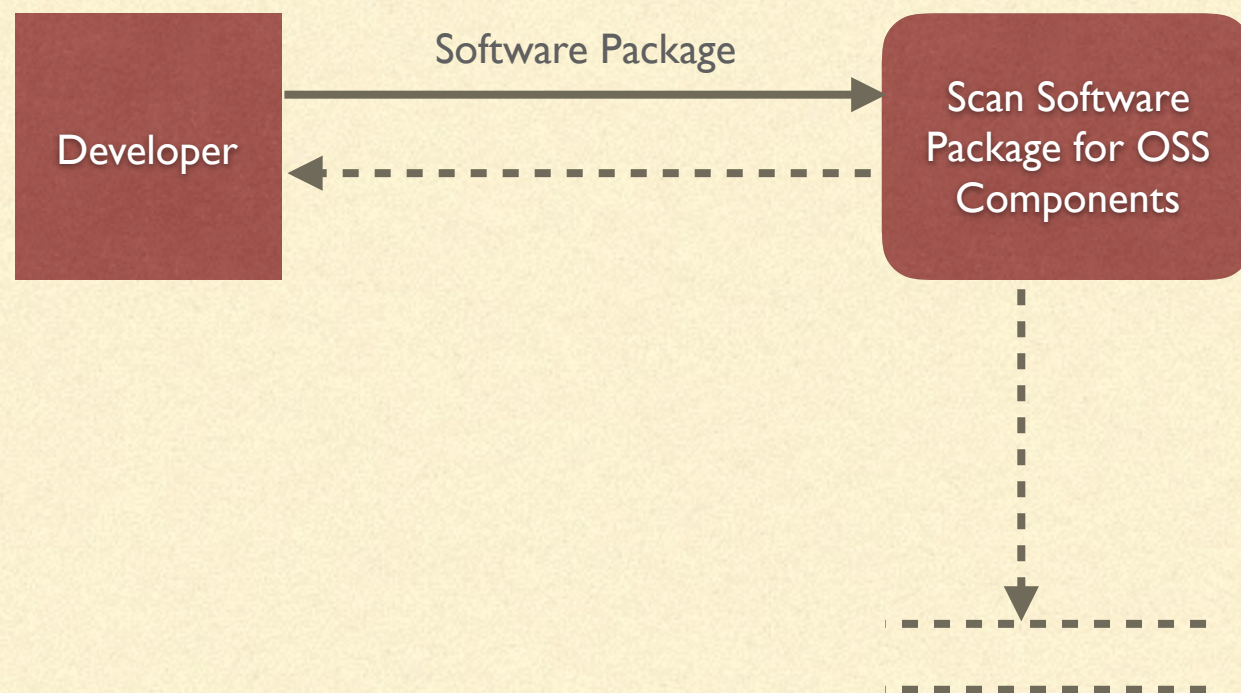 Software Package
Developer
Scan Software
Package for OSS
Components